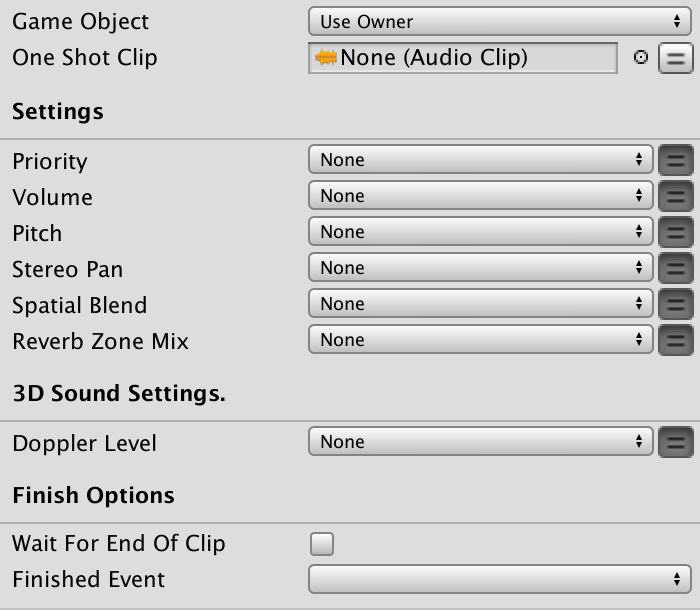 Game Object Use Owner
One Shot Clip None (Audio Clip)
Settings
Priority None
Volume None
Pitch None
Stereo Pan None
Spatial Blend None
Reverb Zone Mix None
3D Sound Settings.
Doppler Level None
Finish Options
Wait For End Of Clip
Finished Event